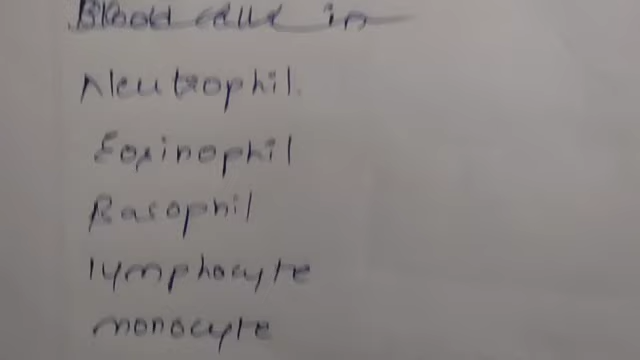 Blood cells in
Neutrophil.
Eosinophil
Basophil
lymphocyte
monocyte